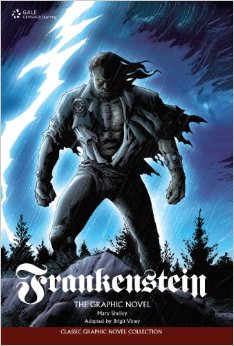 GALE
CENGAGE Learning
Frankenstein
THE GRAPHIC NOVEL
Mary Shelley
Adapted by Brigit Viney
CLASSIC GRAPHIC NOVEL COLLECTION